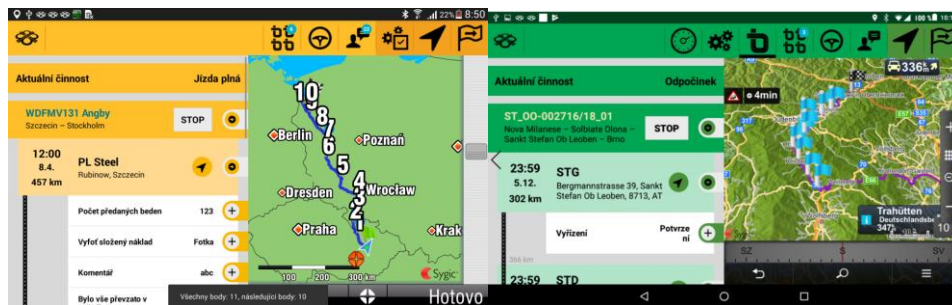 22% 8:50
Aktuální činnost Jízda plná
WDFMV131 Angby
Szczecin – Stockholm
STOP
12:00
8.4.
457 km
PL Steel
Rubinow, Szczecin
Počet předaných beden 123
Vyfoť složený náklad Fotka
Komentář abc
Bylo vše převzato v
10
8
7
6
5
4
3
2
1
Berlin
Poznań
Dresden
Wrocław
Praha
Krak
100 200 300 km
Sygic
Všechny body: 11, následující body: 10
Hotovo
100 %
Aktuální činnost Odpočinek
ST_OO-002716/18_01
Nova Milanese – Solbiate Olona –
Sankt Stefan Ob Leoben – Brno
STOP
23:59
5.12.
302 km
STG
Bergmannstrasse 39, Sankt
Stefan Ob Leoben, 8713, AT
Vyřízení Potvrze
ní
366 km
23:59 STD
4min
336
Trahütten
Deutschlandsbe
347
SZ S SV